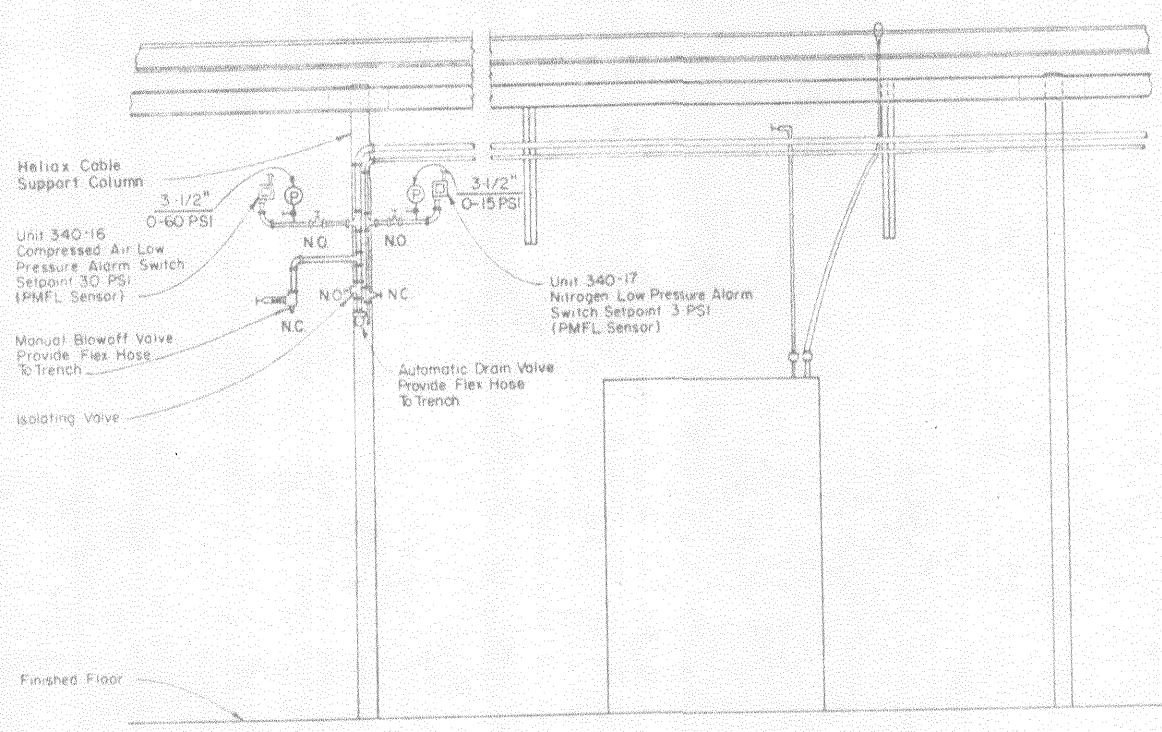 Heliax Cable
Support Column
3-1/2"
0-60 PSI
P
P
3-1/2"
0-15 PSI
Unit 340-16
Compressed Air Low
Pressure Alarm Switch
Setpoint 30 PSI
(PMFL Sensor)
N.O.
N.O.
Unit 340-17
Nitrogen Low Pressure Alarm
Switch Setpoint 3 PSI
(PMFL Sensor)
N.O.
N.C.
N.C.
Manual Blowoff Valve
Provide Flex Hose
To Trench
Automatic Drain Valve
Provide Flex Hose
To Trench
Isolating Valve
Finished Floor